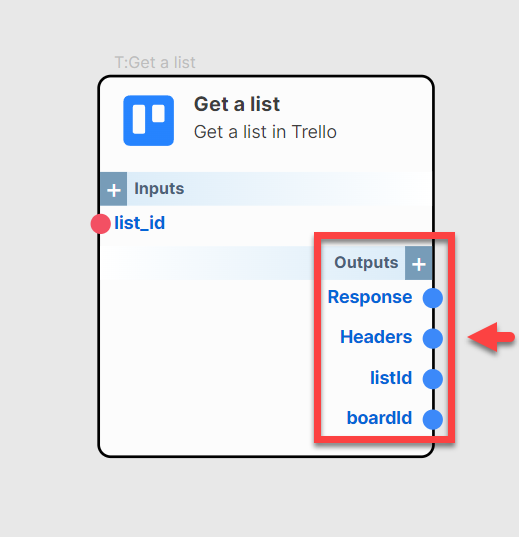 T:Get a list
Get a list
Get a list in Trello
+ Inputs
list_id
Outputs +
Response
Headers
listId
boardId